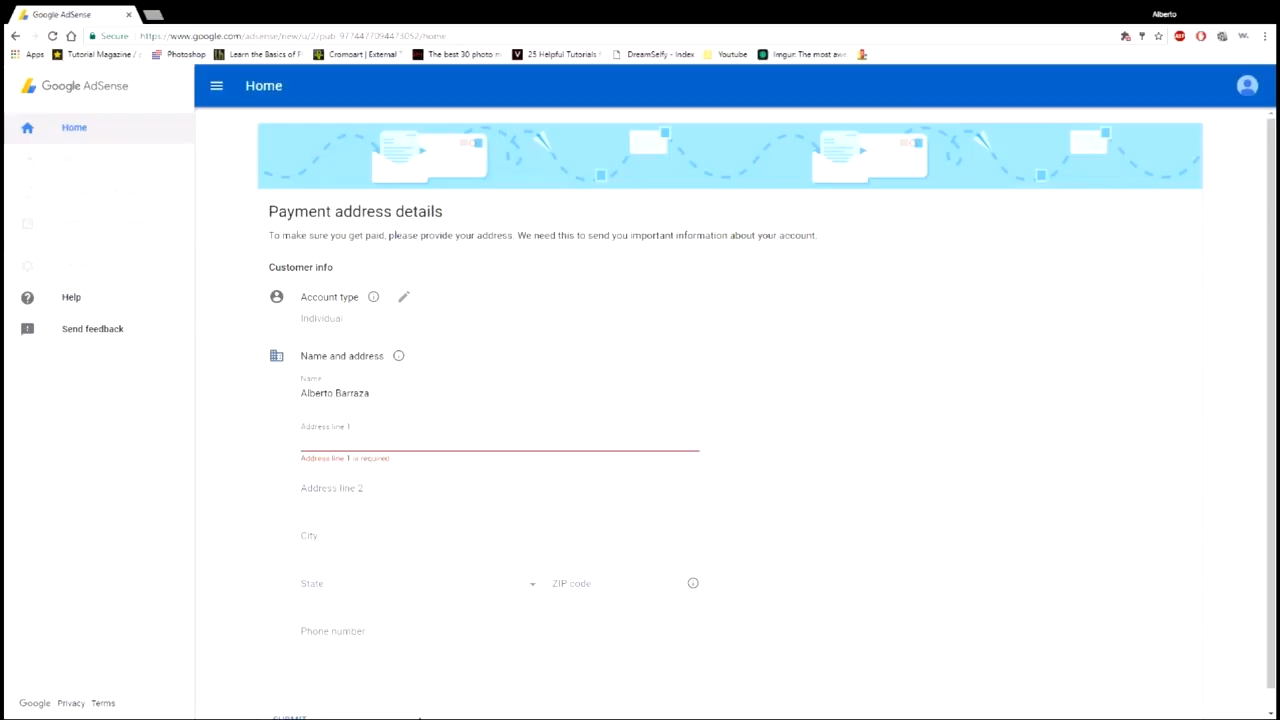 Google AdSense
Alberto
Secure
https://www.google.com/adsense/new/u/2/pub-9774477094473052/home
Apps
Tutorial Magazine /
Photoshop
Learn the Basics of F
Cromoart | External
The best 30 photo m
25 Helpful Tutorials f
DreamSelfy - Index
Youtube
Imgur: The most awe
Google AdSense
Home
Home
Payment address details
To make sure you get paid, please provide your address. We need this to send you important information about your account.
Customer info
Account type
Individual
Help
Send feedback
Name and address
Name
Alberto Barraza
Address line 1
Address line 1 is required
Address line 2
City
State
ZIP code
Phone number
Google Privacy Terms
SUBMIT